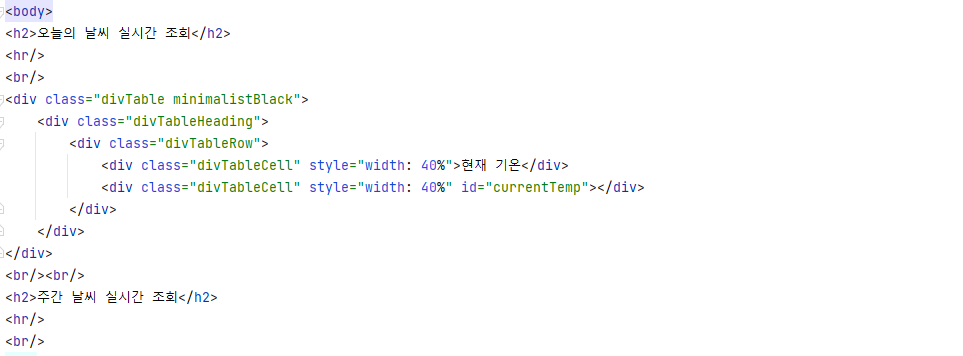 <body>
<h2>오늘의 날씨 실시간 조회</h2>
<hr/>
<br/>
<div class="divTable minimalistBlack">
    <div class="divTableHeading">
        <div class="divTableRow">
            <div class="divTableCell" style="width: 40%">현재 기온</div>
            <div class="divTableCell" style="width: 40%" id="currentTemp"></div>
        </div>
    </div>
</div>
<br/><br/>
<h2>주간 날씨 실시간 조회</h2>
<hr/>
<br/>